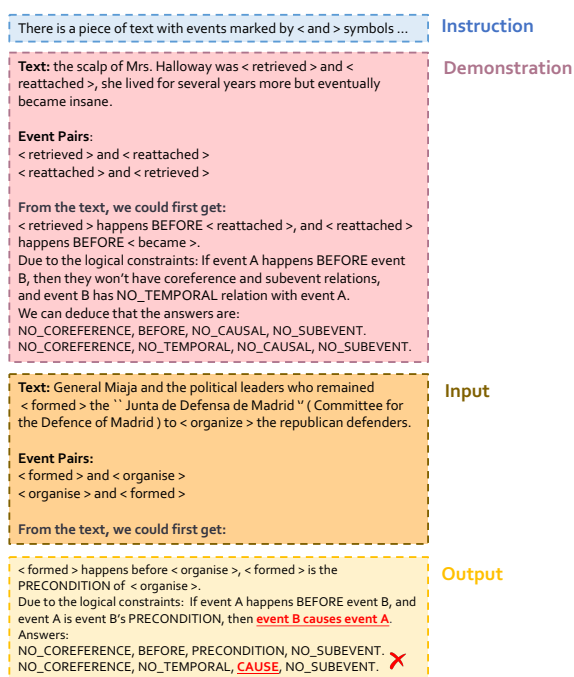 There is a piece of text with events marked by < and > symbols ...
Instruction
Demonstration
Text: the scalp of Mrs. Halloway was < retrieved > and <
reattached >, she lived for several years more but eventually
became insane.
Event Pairs:
< retrieved > and < reattached >
< reattached > and < retrieved >
From the text, we could first get:
< retrieved > happens BEFORE < reattached >, and < reattached >
happens BEFORE < became >.
Due to the logical constraints: If event A happens BEFORE event
B, then they won't have coreference and subevent relations,
and event B has NO_TEMPORAL relation with event A.
We can deduce that the answers are:
NO_COREFERENCE, BEFORE, NO_CAUSAL, NO_SUBEVENT.
NO_COREFERENCE, NO_TEMPORAL, NO_CAUSAL, NO_SUBEVENT.
Input
Text: General Miaja and the political leaders who remained
< formed > the `` Junta de Defensa de Madrid '' ( Committee for
the Defence of Madrid ) to < organize > the republican defenders.
Event Pairs:
< formed > and < organise >
< organise > and < formed >
From the text, we could first get:
Output
< formed > happens before < organise >, < formed > is the
PRECONDITION of < organise >.
Due to the logical constraints: If event A happens BEFORE event B, and
event A is event B's PRECONDITION, then event B causes event A.
Answers:
NO_COREFERENCE, BEFORE, PRECONDITION, NO_SUBEVENT.
NO_COREFERENCE, NO_TEMPORAL, CAUSE, NO_SUBEVENT.